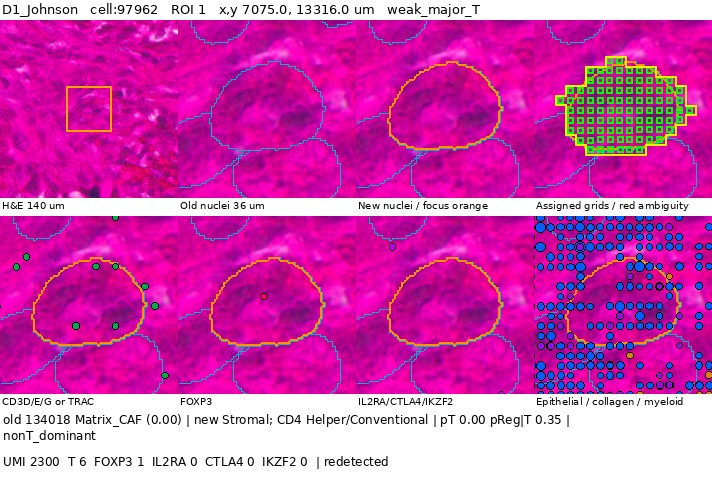 D1_Johnson cell:97962 ROI 1 x,y 7075.0, 13316.0 um weak_major_T
H&E 140 um
Old nuclei 36 um
New nuclei / focus orange
Assigned grids / red ambiguity
CD3D/E/G or TRAC
FOXP3
IL2RA/CTLA4/IKZF2
Epithelial / collagen / myeloid
old 134018 Matrix_CAF (0.00) | new Stromal; CD4 Helper/Conventional | pT 0.00 pReg|T 0.35 |
nonT_dominant
UMI 2300 T 6 FOXP3 1 IL2RA 0 CTLA4 0 IKZF2 0 | redetected